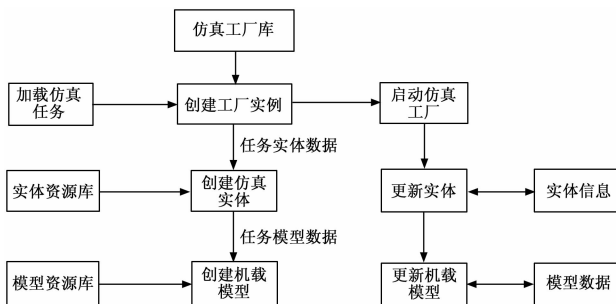 仿真工厂库
加载仿真
任务
创建工厂实例
启动仿真
工厂
任务实体数据
实体资源库
创建仿真
实体
更新实体
实体信息
任务模型数据
模型资源库
创建机载
模型
更新机载
模型
模型数据